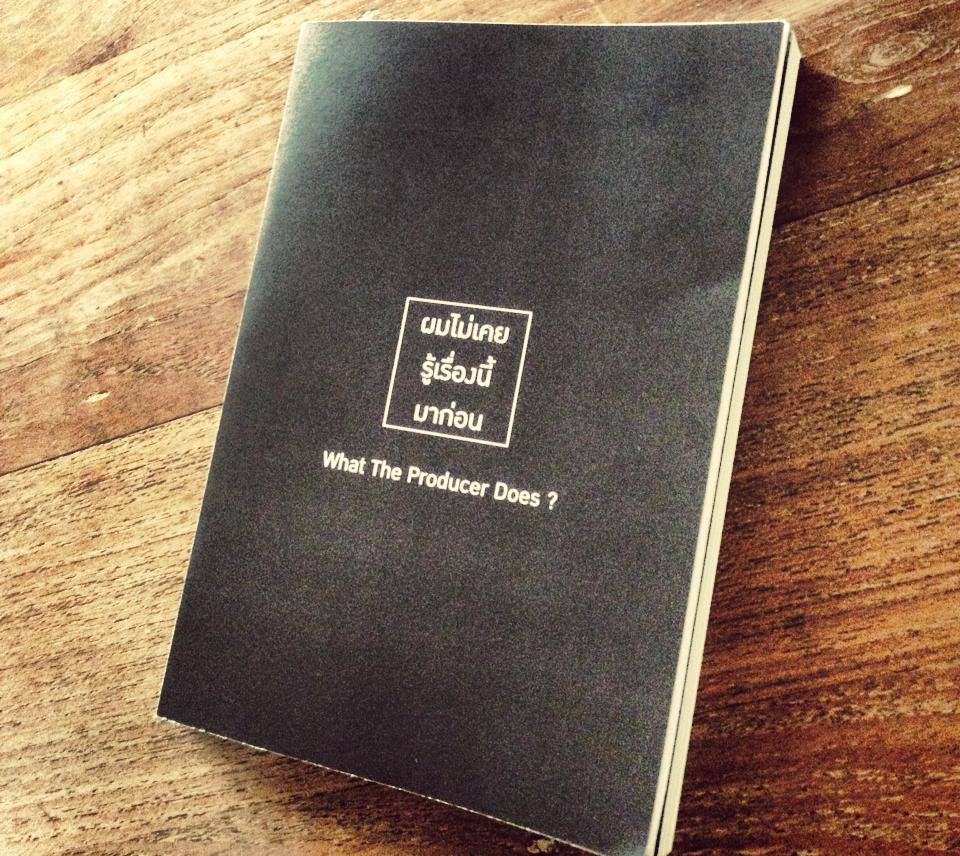 ผมไม่เคย
รู้เรื่องนี้
มาก่อน
What The Producer Does ?